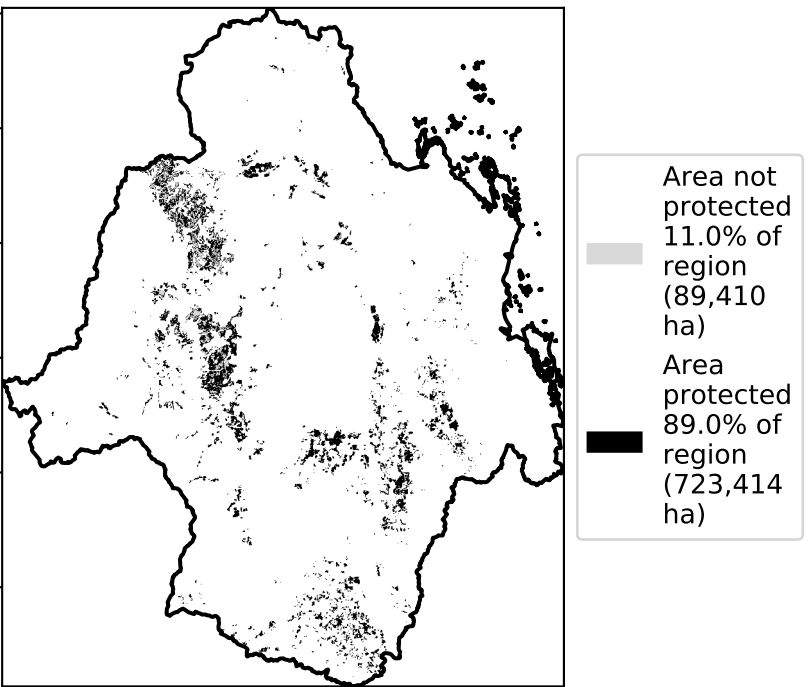 Area not
protected
11.0% of
region
(89,410
ha)
Area
protected
89.0% of
region
(723,414
ha)